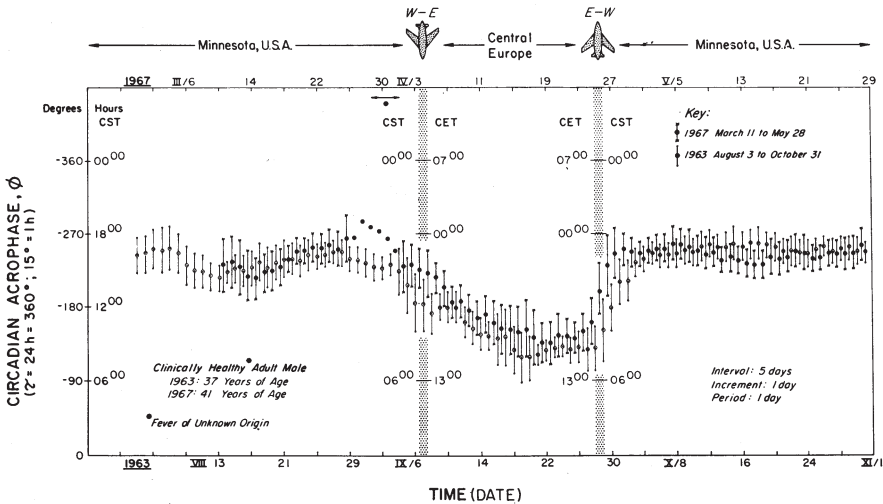 W-E
E-W
Minnesota, U.S.A.
Central
Europe
Minnesota, U.S.A.
1967 III/6 14 22 30 IV/3 11 19 27 V/5 13 21 29
Degrees Hours
CST CST CET CET CST
Key:
1967 March 11 to May 28
1963 August 3 to October 31
-360 00 00 00 00 07 00 07 00 00 00
-270 18 00 00 00 00 00
-180 12 00
-90 06 00 06 00 13 00 13 00 06 00
0
CIRCADIAN ACROPHASE, Ø
(τ=24h=360°; 15°=1h)
Clinically Healthy Adult Male
1963: 37 Years of Age
1967: 41 Years of Age
Fever of Unknown Origin
Interval: 5 days
Increment: 1 day
Period: 1 day
1963 VIII 13 21 29 IX/6 14 22 30 X/8 16 24 XI/1
TIME (DATE)